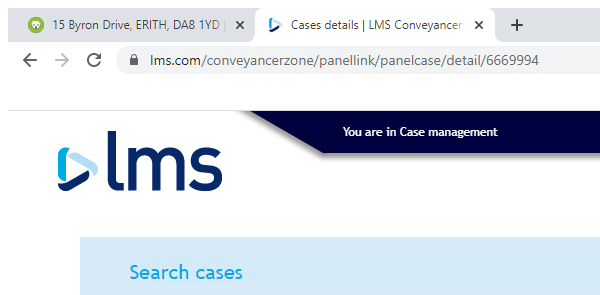 15 Byron Drive, ERITH, DA8 1YD |
Cases details | LMS Conveyancer
lms.com/conveyancerzone/panellink/panelcase/detail/6669994
You are in Case management
lms
Search cases